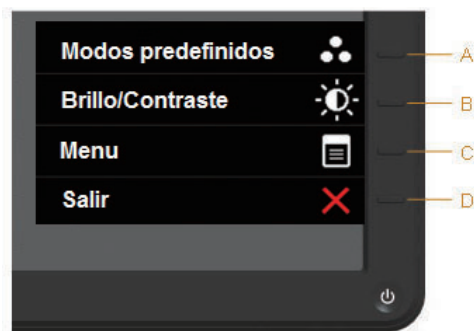 Modos predefinidos
A
Brillo/Contraste
B
Menu
C
Salir
D